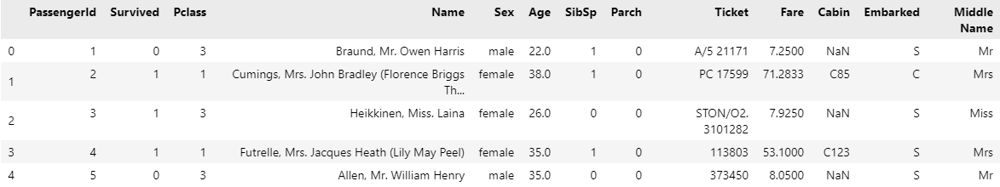 PassengerId Survived Pclass Name Sex Age SibSp Parch Ticket Fare Cabin Embarked Middle Name
0 1 0 3 Braund, Mr. Owen Harris male 22.0 1 0 A/5 21171 7.2500 NaN S Mr
1 2 1 1 Cumings, Mrs. John Bradley (Florence Briggs Th... female 38.0 1 0 PC 17599 71.2833 C85 C Mrs
2 3 1 3 Heikkinen, Miss. Laina female 26.0 0 0 STON/O2. 3101282 7.9250 NaN S Miss
3 4 1 1 Futrelle, Mrs. Jacques Heath (Lily May Peel) female 35.0 1 0 113803 53.1000 C123 S Mrs
4 5 0 3 Allen, Mr. William Henry male 35.0 0 0 373450 8.0500 NaN S Mr